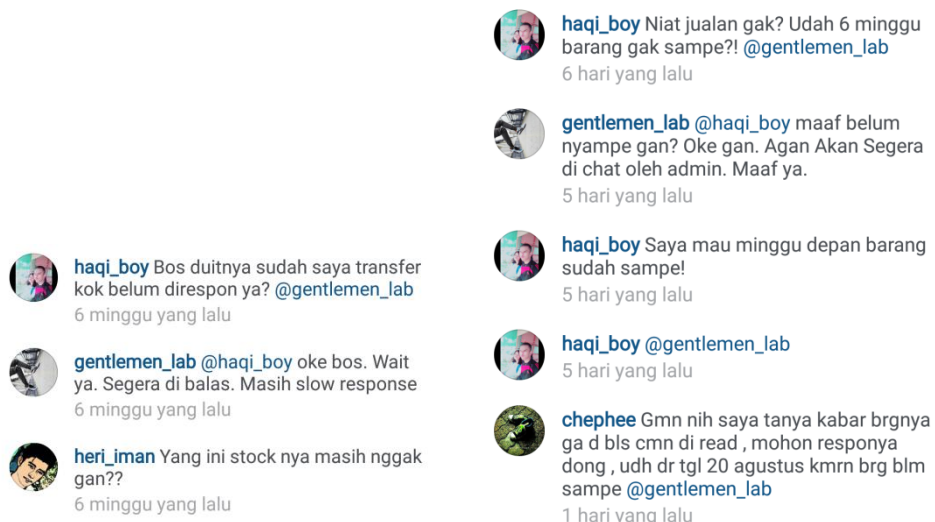 haqi_boy Bos duitnya sudah saya transfer
kok belum direspon ya? @gentlemen_lab
6 minggu yang lalu
gentlemen_lab @haqi_boy oke bos. Wait
ya. Segera di balas. Masih slow response
6 minggu yang lalu
heri_iman Yang ini stock nya masih nggak
gan??
6 minggu yang lalu
haqi_boy Niat jualan gak? Udah 6 minggu
barang gak sampe?! @gentlemen_lab
6 hari yang lalu
gentlemen_lab @haqi_boy maaf belum
nyampe gan? Oke gan. Agan Akan Segera
di chat oleh admin. Maaf ya.
5 hari yang lalu
haqi_boy Saya mau minggu depan barang
sudah sampe!
5 hari yang lalu
haqi_boy @gentlemen_lab
5 hari yang lalu
chephee Gmn nih saya tanya kabar brgnya
ga d bls cmn di read , mohon responya
dong , udh dr tgl 20 agustus kmrn brg blm
sampe @gentlemen_lab
1 hari yang lalu